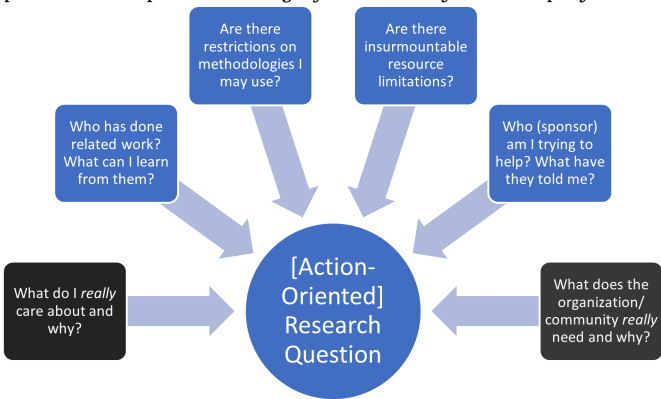 Are there
restrictions on
methodologies I
may use?
Are there
insurmountable
resource
limitations?
Who has done
related work?
What can I learn
from them?
Who (sponsor)
am I trying to
help? What have
they told me?
What do I really
care about and
why?
[Action-
Oriented]
Research
Question
What does the
organization/
community really
need and why?